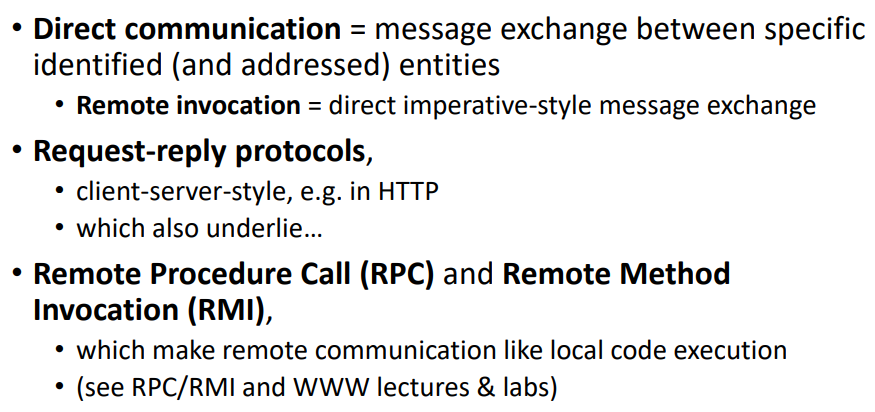 • Direct communication = message exchange between specific
identified (and addressed) entities
• Remote invocation = direct imperative-style message exchange
• Request-reply protocols,
• client-server-style, e.g. in HTTP
• which also underlie…
• Remote Procedure Call (RPC) and Remote Method
Invocation (RMI),
• which make remote communication like local code execution
• (see RPC/RMI and WWW lectures & labs)